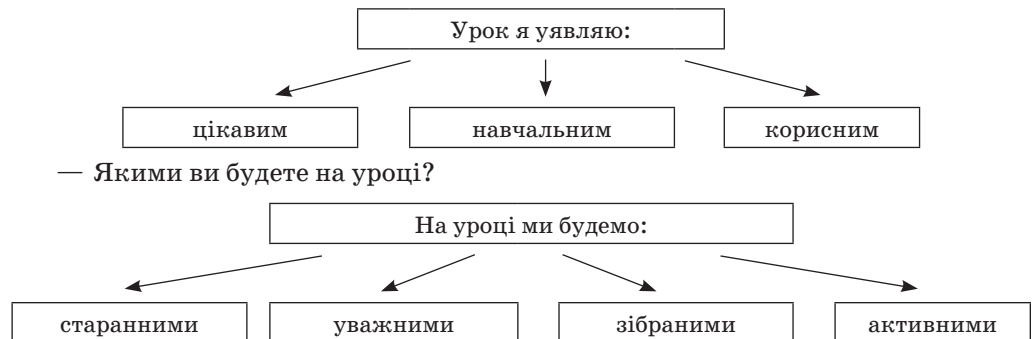 Урок я уявляю:
цікавим навчальним корисним
— Якими ви будете на уроці?
На уроці ми будемо:
старанними уважними зібраними активними